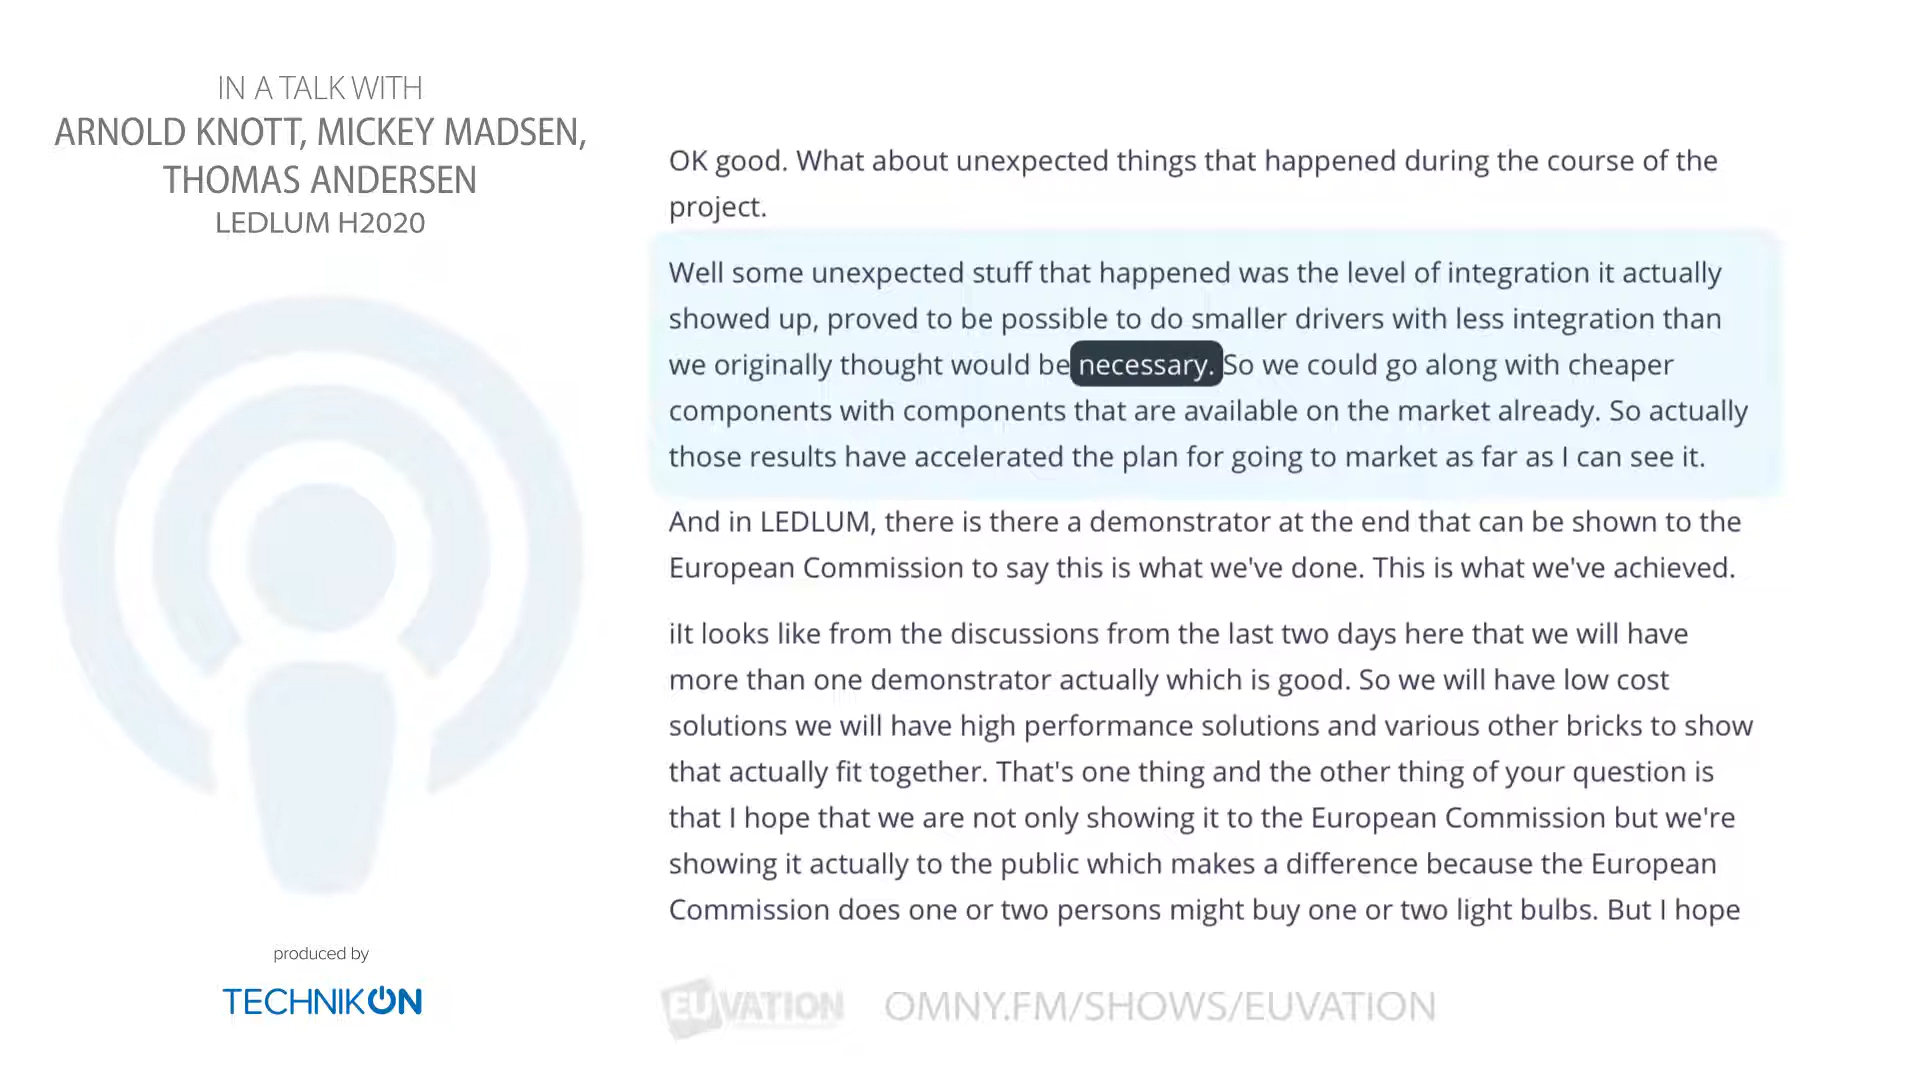 IN A TALK WITH
ARNOLD KNOTT, MICKEY MADSEN,
THOMAS ANDERSEN
LEDLUM H2020
OK good. What about unexpected things that happened during the course of the
project.
Well some unexpected stuff that happened was the level of integration it actually
showed up, proved to be possible to do smaller drivers with less integration than
we originally thought would be necessary. So we could go along with cheaper
components with components that are available on the market already. So actually
those results have accelerated the plan for going to market as far as I can see it.
And in LEDLUM, there is there a demonstrator at the end that can be shown to the
European Commission to say this is what we've done. This is what we've achieved.
iIt looks like from the discussions from the last two days here that we will have
more than one demonstrator actually which is good. So we will have low cost
solutions we will have high performance solutions and various other bricks to show
that actually fit together. That's one thing and the other thing of your question is
that I hope that we are not only showing it to the European Commission but we're
showing it actually to the public which makes a difference because the European
Commission does one or two persons might buy one or two light bulbs. But I hope
produced by
TECHNIKON
EUVATION OMNY.FM/SHOWS/EUVATION